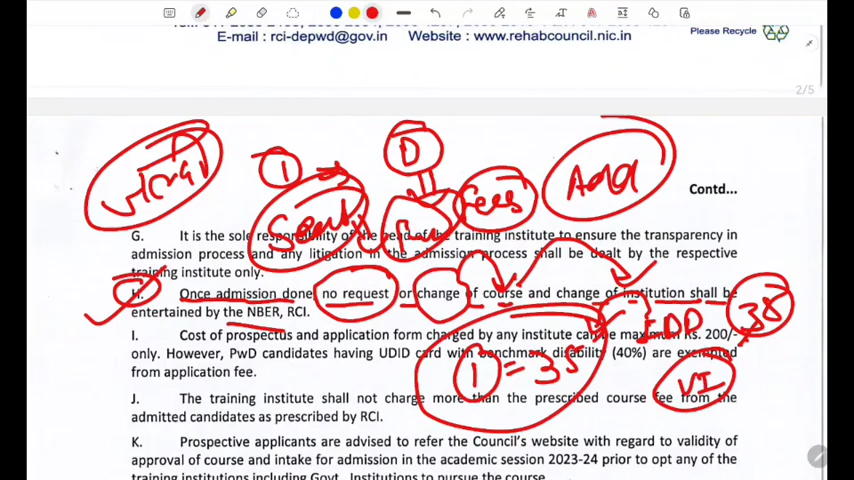 E-mail : rci-depwd@gov.in Website : www.rehabcouncil.nic.in
Please Recycle
2/5
D
1
Seat
Fees
Add
Contd...
G. It is the sole responsibility of the head of the training institute to ensure the transparency in
admission process and any litigation in the admission process shall be dealt by the respective
training institute only.
H. Once admission done no request for change of course and change of institution shall be
entertained by the NBER, RCI.
I. Cost of prospectus and application form charged by any institute can be maximum Rs. 200/-
only. However, PwD candidates having UDID card with benchmark disability (40%) are exempted
from application fee.
IDD
35
1 = 35
VI
J. The training institute shall not charge more than the prescribed course fee from the
admitted candidates as prescribed by RCI.
K. Prospective applicants are advised to refer the Council's website with regard to validity of
approval of course and intake for admission in the academic session 2023-24 prior to opt any of the
training institutions including Govt. Institutions to pursue the course.